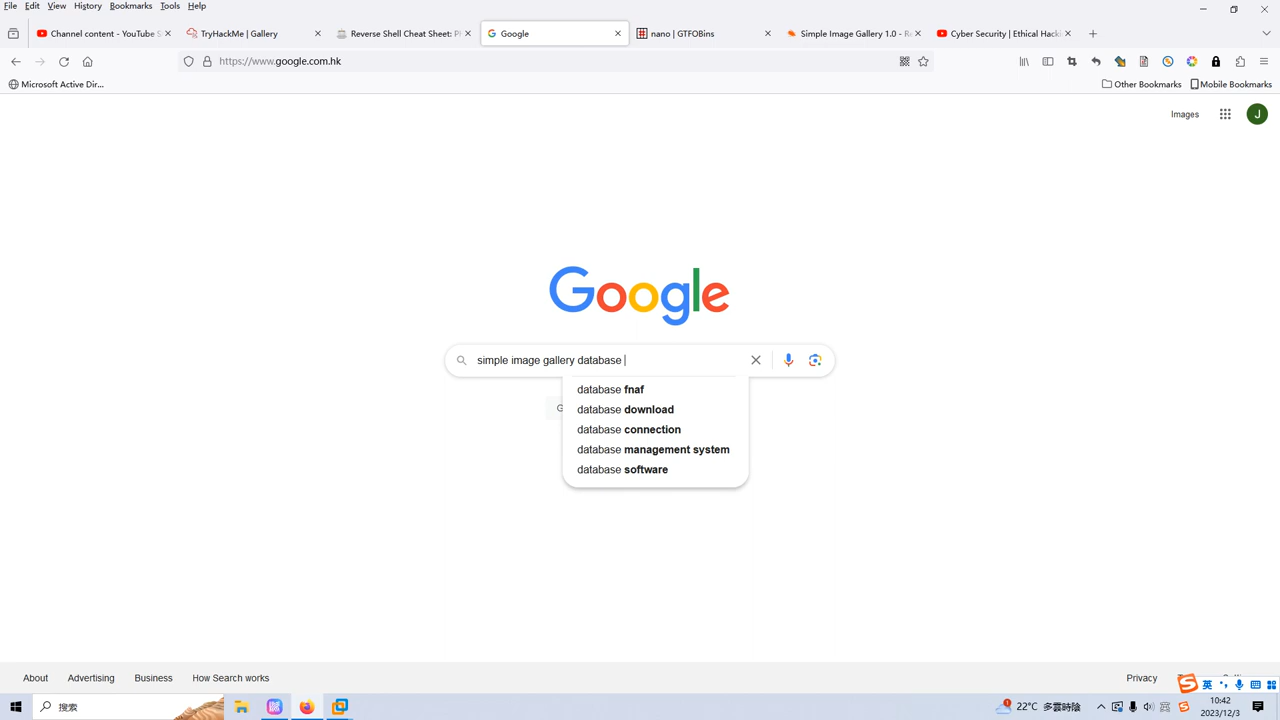 File Edit View History Bookmarks Tools Help
Channel content - YouTube S
TryHackMe | Gallery
Reverse Shell Cheat Sheet: P
Google
nano | GTFOBins
Simple Image Gallery 1.0 - R
Cyber Security | Ethical Hack
https://www.google.com.hk
Microsoft Active Dir...
Other Bookmarks
Mobile Bookmarks
Images
J
Google
simple image gallery database
database fnaf
G
database download
database connection
database management system
database software
About Advertising Business How Search works
Privacy
英
搜索
22°C 多雲時陰
10:42
2023/12/3